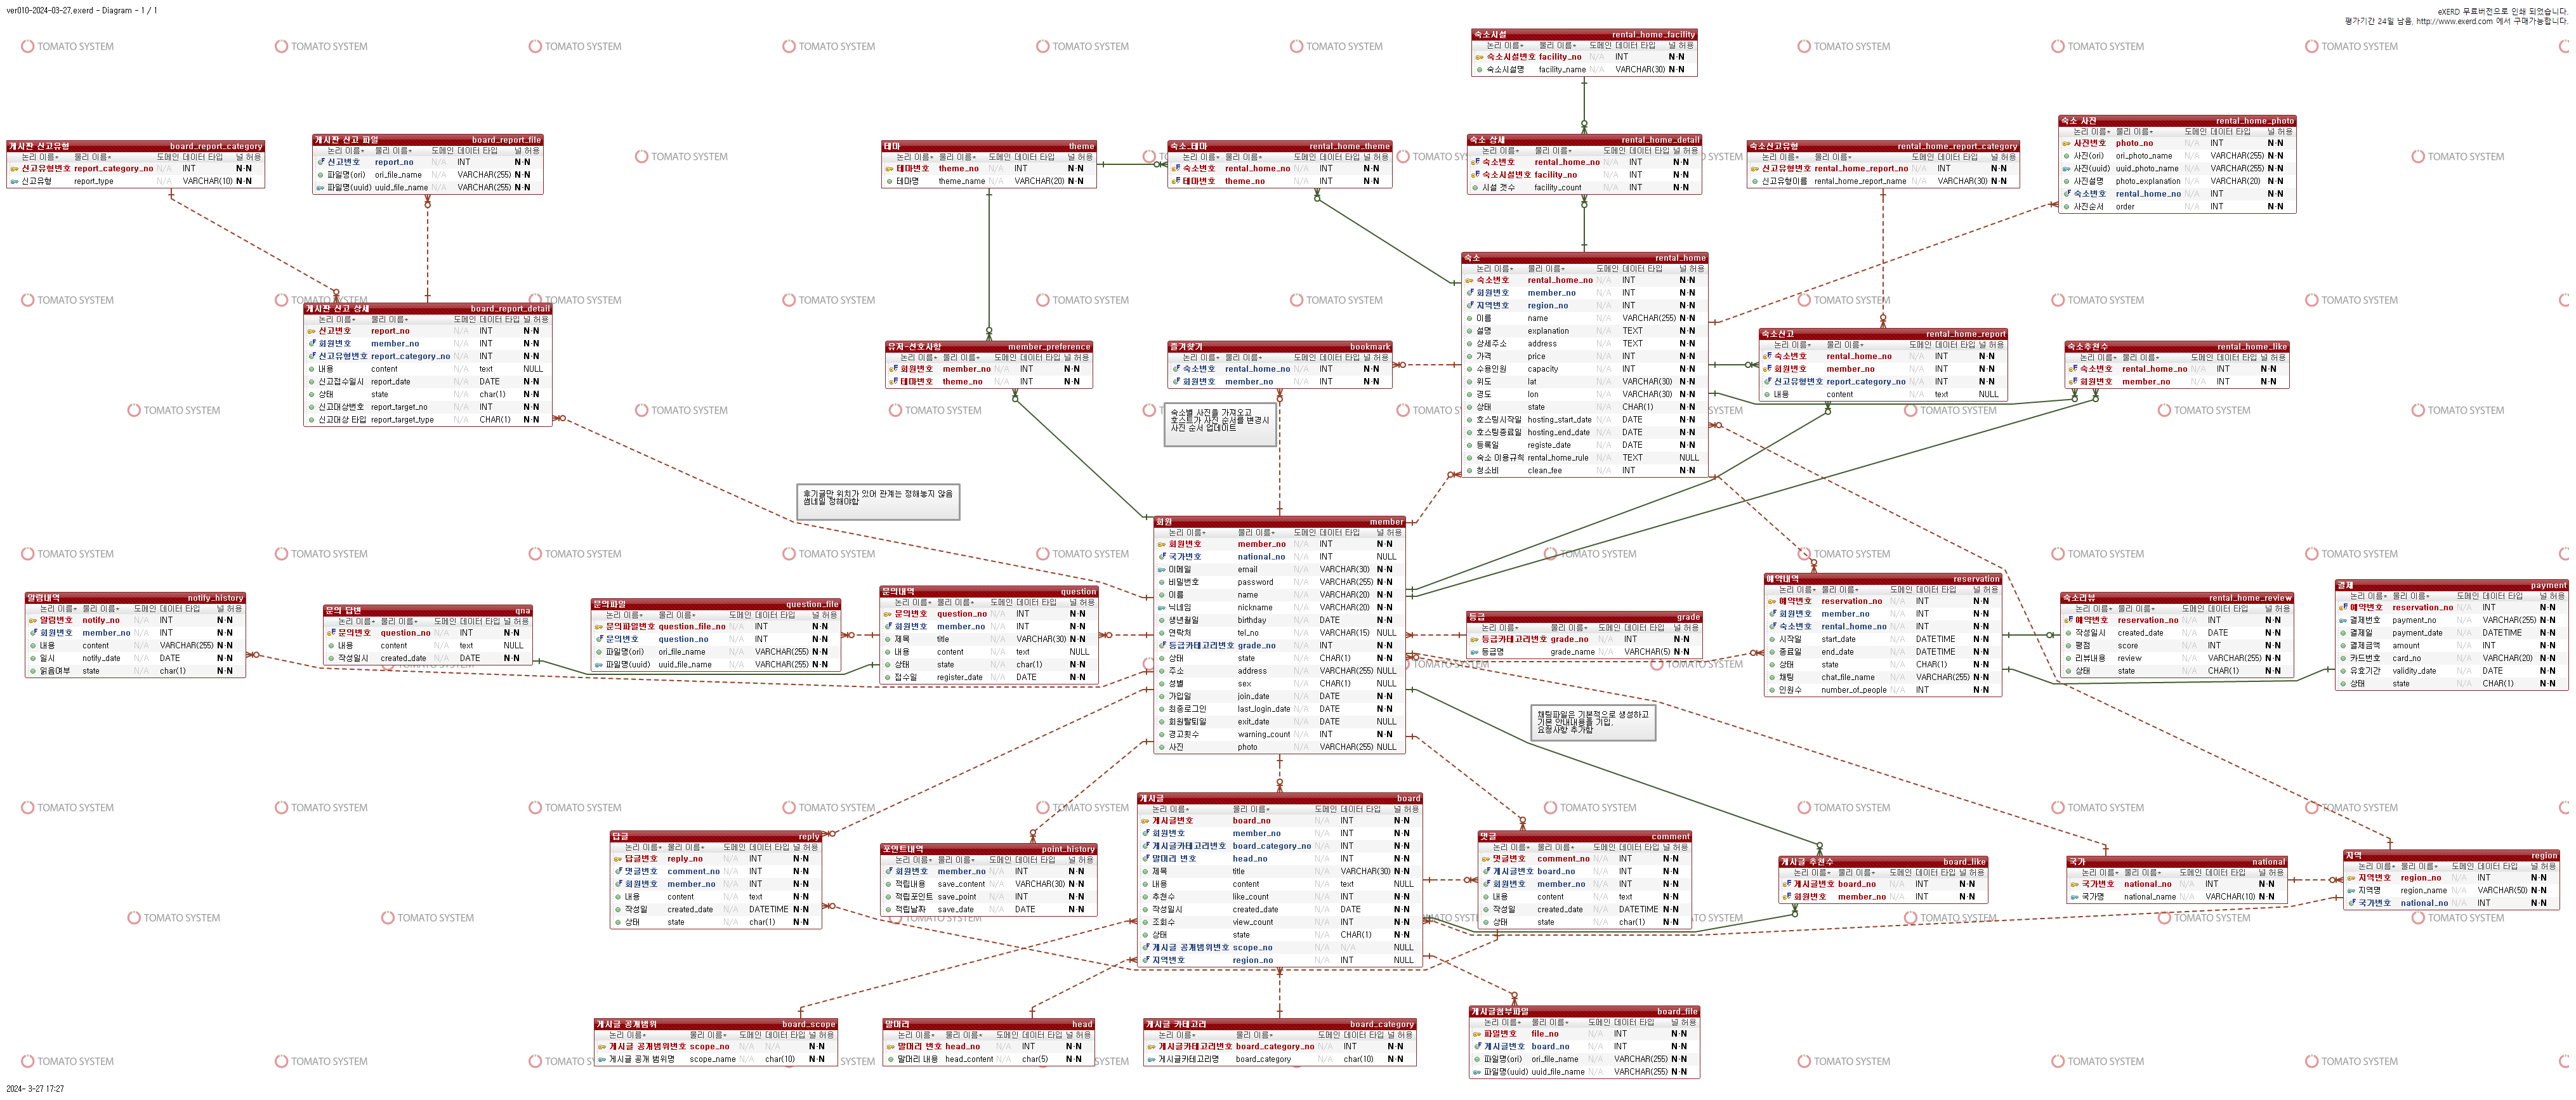 ver010-2024-03-27.exerd - Diagram - 1 / 1
eXERD 무료버전으로 인쇄 되었습니다.
평가기간 24일 남음, http://www.exerd.com 에서 구매가능합니다.
TOMATO SYSTEM
숙소시설 rental_home_facility
논리 이름 물리 이름 도메인 데이터 타입 널 허용
숙소시설번호 facility_no N/A INT N-N
숙소시설명 facility_name N/A VARCHAR(30) N-N
게시판 신고유형 board_report_category
논리 이름 물리 이름 도메인 데이터 타입 널 허용
신고유형번호 report_category_no N/A INT N-N
신고유형 report_type N/A VARCHAR(10) N-N
게시판 신고 파일 board_report_file
논리 이름 물리 이름 도메인 데이터 타입 널 허용
신고번호 report_no N/A INT N-N
파일명(ori) ori_file_name N/A VARCHAR(255) N-N
파일명(uuid) uuid_file_name N/A VARCHAR(255) N-N
테마 theme
논리 이름 물리 이름 도메인 데이터 타입 널 허용
테마번호 theme_no N/A INT N-N
테마명 theme_name N/A VARCHAR(20) N-N
숙소-테마 rental_home_theme
논리 이름 물리 이름 도메인 데이터 타입 널 허용
숙소번호 rental_home_no N/A INT N-N
테마번호 theme_no N/A INT N-N
숙소 상세 rental_home_detail
논리 이름 물리 이름 도메인 데이터 타입 널 허용
숙소번호 rental_home_no N/A INT N-N
숙소시설번호 facility_no N/A INT N-N
시설 갯수 facility_count N/A INT N-N
숙소신고유형 rental_home_report_category
논리 이름 물리 이름 도메인 데이터 타입 널 허용
신고유형번호 rental_home_report_no N/A INT N-N
신고유형이름 rental_home_report_name N/A VARCHAR(30) N-N
숙소 사진 rental_home_photo
논리 이름 물리 이름 도메인 데이터 타입 널 허용
사진번호 photo_no N/A INT N-N
사진(ori) ori_photo_name N/A VARCHAR(255) N-N
사진(uuid) uuid_photo_name N/A VARCHAR(255) N-N
사진설명 photo_explanation N/A VARCHAR(20) N-N
숙소번호 rental_home_no N/A INT N-N
사진순서 order N/A INT N-N
게시판 신고 상세 board_report_detail
논리 이름 물리 이름 도메인 데이터 타입 널 허용
신고번호 report_no N/A INT N-N
회원번호 member_no N/A INT N-N
신고유형번호 report_category_no N/A INT N-N
내용 content N/A text NULL
신고접수일시 report_date N/A DATE N-N
상태 state N/A char(1) N-N
신고대상번호 report_target_no N/A INT N-N
신고대상 타입 report_target_type N/A CHAR(1) N-N
유저-선호사항 member_preference
논리 이름 물리 이름 도메인 데이터 타입 널 허용
회원번호 member_no N/A INT N-N
테마번호 theme_no N/A INT N-N
즐겨찾기 bookmark
논리 이름 물리 이름 도메인 데이터 타입 널 허용
숙소번호 rental_home_no N/A INT N-N
회원번호 member_no N/A INT N-N
숙소별 사진을 가져오고
호스트가 사진 순서를 변경시
사진 순서 업데이트
숙소 rental_home
논리 이름 물리 이름 도메인 데이터 타입 널 허용
숙소번호 rental_home_no N/A INT N-N
회원번호 member_no N/A INT N-N
지역번호 region_no N/A INT N-N
이름 name N/A VARCHAR(255) N-N
설명 explanation N/A TEXT N-N
상세주소 address N/A TEXT N-N
가격 price N/A INT N-N
수용인원 capacity N/A INT N-N
위도 lat N/A VARCHAR(30) N-N
경도 lon N/A VARCHAR(30) N-N
상태 state N/A CHAR(1) N-N
호스팅시작일 hosting_start_date N/A DATE N-N
호스팅종료일 hosting_end_date N/A DATE N-N
등록일 registe_date N/A DATE N-N
숙소 이용규칙 rental_home_rule N/A TEXT NULL
청소비 clean_fee N/A INT N-N
숙소신고 rental_home_report
논리 이름 물리 이름 도메인 데이터 타입 널 허용
숙소번호 rental_home_no N/A INT N-N
회원번호 member_no N/A INT N-N
신고유형번호 report_category_no N/A INT N-N
내용 content N/A text NULL
숙소추천수 rental_home_like
논리 이름 물리 이름 도메인 데이터 타입 널 허용
숙소번호 rental_home_no N/A INT N-N
회원번호 member_no N/A INT N-N
후기글만 위치가 있어 관계는 정해놓지 않음
썸네일 정해야함
회원 member
논리 이름 물리 이름 도메인 데이터 타입 널 허용
회원번호 member_no N/A INT N-N
국가번호 national_no N/A INT NULL
이메일 email N/A VARCHAR(30) N-N
비밀번호 password N/A VARCHAR(255) N-N
이름 name N/A VARCHAR(20) N-N
닉네임 nickname N/A VARCHAR(20) N-N
생년월일 birthday N/A DATE N-N
연락처 tel_no N/A VARCHAR(15) N-N
등급카테고리번호 grade_no N/A INT N-N
상태 state N/A CHAR(1) N-N
주소 address N/A VARCHAR(255) NULL
성별 sex N/A CHAR(1) NULL
가입일 join_date N/A DATE N-N
최종로그인 last_login_date N/A DATE N-N
회원탈퇴일 exit_date N/A DATE NULL
경고횟수 warning_count N/A INT N-N
사진 photo N/A VARCHAR(255) NULL
알람내역 notify_history
논리 이름 물리 이름 도메인 데이터 타입 널 허용
알람번호 notify_no N/A INT N-N
회원번호 member_no N/A INT N-N
내용 content N/A VARCHAR(255) N-N
일시 notify_date N/A DATE N-N
읽음여부 state N/A char(1) N-N
문의 답변 qna
논리 이름 물리 이름 도메인 데이터 타입 널 허용
문의번호 question_no N/A INT N-N
내용 content N/A text NULL
작성일시 created_date N/A DATE N-N
문의파일 question_file
논리 이름 물리 이름 도메인 데이터 타입 널 허용
문의파일번호 question_file_no N/A INT N-N
문의번호 question_no N/A INT N-N
파일명(ori) ori_file_name N/A VARCHAR(255) N-N
파일명(uuid) uuid_file_name N/A VARCHAR(255) N-N
문의내역 question
논리 이름 물리 이름 도메인 데이터 타입 널 허용
문의번호 question_no N/A INT N-N
회원번호 member_no N/A INT N-N
제목 title N/A VARCHAR(30) N-N
내용 content N/A text NULL
상태 state N/A char(1) N-N
접수일 register_date N/A DATE N-N
등급 grade
논리 이름 물리 이름 도메인 데이터 타입 널 허용
등급카테고리번호 grade_no N/A INT N-N
등급명 grade_name N/A VARCHAR(5) N-N
예약내역 reservation
논리 이름 물리 이름 도메인 데이터 타입 널 허용
예약번호 reservation_no N/A INT N-N
회원번호 member_no N/A INT N-N
숙소번호 rental_home_no N/A INT N-N
시작일 start_date N/A DATETIME N-N
종료일 end_date N/A DATETIME N-N
상태 state N/A CHAR(1) N-N
채팅 chat_file_name N/A VARCHAR(255) N-N
인원수 number_of_people N/A INT N-N
숙소리뷰 rental_home_review
논리 이름 물리 이름 도메인 데이터 타입 널 허용
예약번호 reservation_no N/A INT N-N
작성일시 created_date N/A DATE N-N
평점 score N/A INT N-N
리뷰내용 review N/A VARCHAR(255) N-N
상태 state N/A CHAR(1) N-N
결제 payment
논리 이름 물리 이름 도메인 데이터 타입 널 허용
예약번호 reservation_no N/A INT N-N
결제번호 payment_no N/A VARCHAR(255) N-N
결제일 payment_date N/A DATETIME N-N
결제금액 amount N/A INT N-N
카드번호 card_no N/A VARCHAR(20) N-N
유효기간 validity_date N/A DATE N-N
상태 state N/A CHAR(1) N-N
채팅파일은 기본적으로 생성하고
기본 안내내용을 기입,
요청사항 추가함
답글 reply
논리 이름 물리 이름 도메인 데이터 타입 널 허용
답글번호 reply_no N/A INT N-N
댓글번호 comment_no N/A INT N-N
회원번호 member_no N/A INT N-N
내용 content N/A text N-N
작성일 created_date N/A DATETIME N-N
상태 state N/A char(1) N-N
포인트내역 point_history
논리 이름 물리 이름 도메인 데이터 타입 널 허용
회원번호 member_no N/A INT N-N
적립내용 save_content N/A VARCHAR(30) N-N
적립포인트 save_point N/A INT N-N
적립날짜 save_date N/A DATE N-N
게시글 board
논리 이름 물리 이름 도메인 데이터 타입 널 허용
게시글번호 board_no N/A INT N-N
회원번호 member_no N/A INT N-N
게시글카테고리번호 board_category_no N/A INT N-N
말머리 번호 head_no N/A INT N-N
제목 title N/A VARCHAR(30) N-N
내용 content N/A text NULL
추천수 like_count N/A INT N-N
작성일시 created_date N/A DATE N-N
조회수 view_count N/A INT N-N
상태 state N/A CHAR(1) N-N
게시글 공개범위번호 scope_no N/A N/A NULL
지역번호 region_no N/A INT NULL
댓글 comment
논리 이름 물리 이름 도메인 데이터 타입 널 허용
댓글번호 comment_no N/A INT N-N
게시글번호 board_no N/A INT N-N
회원번호 member_no N/A INT N-N
내용 content N/A text N-N
작성일 created_date N/A DATETIME N-N
상태 state N/A char(1) N-N
게시글 추천수 board_like
논리 이름 물리 이름 도메인 데이터 타입 널 허용
게시글번호 board_no N/A INT N-N
회원번호 member_no N/A INT N-N
국가 national
논리 이름 물리 이름 도메인 데이터 타입 널 허용
국가번호 national_no N/A INT N-N
국가명 national_name N/A VARCHAR(10) N-N
지역 region
논리 이름 물리 이름 도메인 데이터 타입 널 허용
지역번호 region_no N/A INT N-N
지역명 region_name N/A VARCHAR(50) N-N
국가번호 national_no N/A INT N-N
게시글 공개범위 board_scope
논리 이름 물리 이름 도메인 데이터 타입 널 허용
게시글 공개범위번호 scope_no N/A N/A N-N
게시글 공개 범위명 scope_name N/A char(10) N-N
말머리 head
논리 이름 물리 이름 도메인 데이터 타입 널 허용
말머리 번호 head_no N/A INT N-N
말머리 내용 head_content N/A char(5) N-N
게시글 카테고리 board_category
논리 이름 물리 이름 도메인 데이터 타입 널 허용
게시글카테고리번호 board_category_no N/A INT N-N
게시글카테고리명 board_category N/A char(10) N-N
게시글첨부파일 board_file
논리 이름 물리 이름 도메인 데이터 타입 널 허용
파일번호 file_no N/A INT N-N
게시글번호 board_no N/A INT N-N
파일명(ori) ori_file_name N/A VARCHAR(255) N-N
파일명(uuid) uuid_file_name N/A VARCHAR(255) N-N
2024- 3-27 17:27